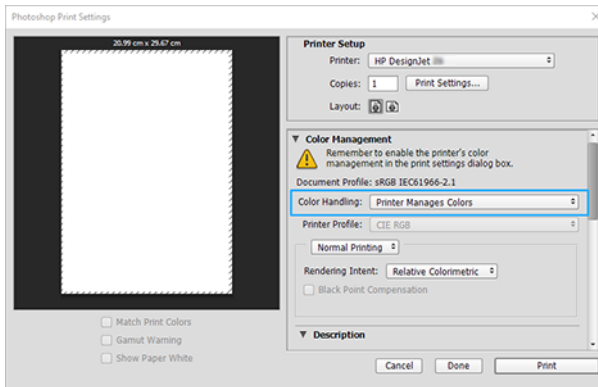 Photoshop Print Settings
20.99 cm x 29.67 cm
Printer Setup
Printer: HP DesignJet
Copies: 1 Print Settings...
Layout:
Color Management
Remember to enable the printer's color
management in the print settings dialog box.
Document Profile: sRGB IEC61966-2.1
Color Handling: Printer Manages Colors
Printer Profile: CIE RGB
Normal Printing
Rendering Intent: Relative Colorimetric
Black Point Compensation
Description
Match Print Colors
Gamut Warning
Show Paper White
Cancel Done Print